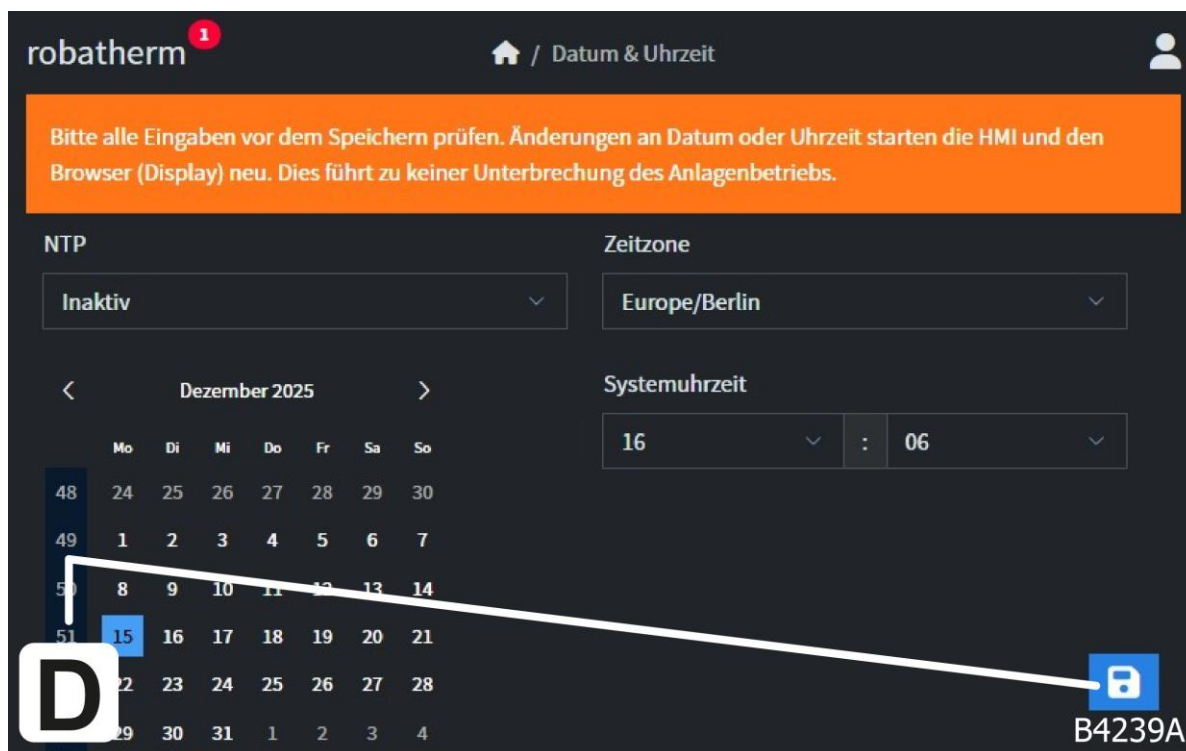 robatherm 1
/ Datum & Uhrzeit
Bitte alle Eingaben vor dem Speichern prüfen. Änderungen an Datum oder Uhrzeit starten die HMI und den
Browser (Display) neu. Dies führt zu keiner Unterbrechung des Anlagenbetriebs.
NTP
Inaktiv
Zeitzone
Europe/Berlin
Systemuhrzeit
16 : 06
Dezember 2025
Mo Di Mi Do Fr Sa So
48 24 25 26 27 28 29 30
49 1 2 3 4 5 6 7
50 8 9 10 11 12 13 14
51 15 16 17 18 19 20 21
22 23 24 25 26 27 28
29 30 31 1 2 3 4
D
B4239A